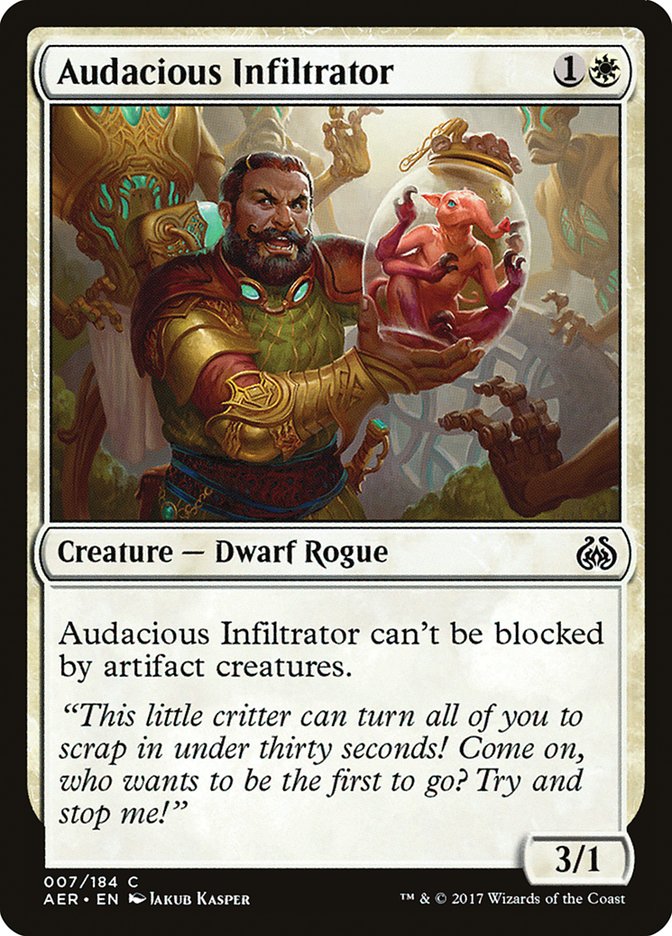 Audacious Infiltrator 1
Creature — Dwarf Rogue
Audacious Infiltrator can't be blocked
by artifact creatures.
“This little critter can turn all of you to
scrap in under thirty seconds! Come on,
who wants to be the first to go? Try and
stop me!”
3/1
007/184 C
AER • EN Jakub Kasper
™ & © 2017 Wizards of the Coast